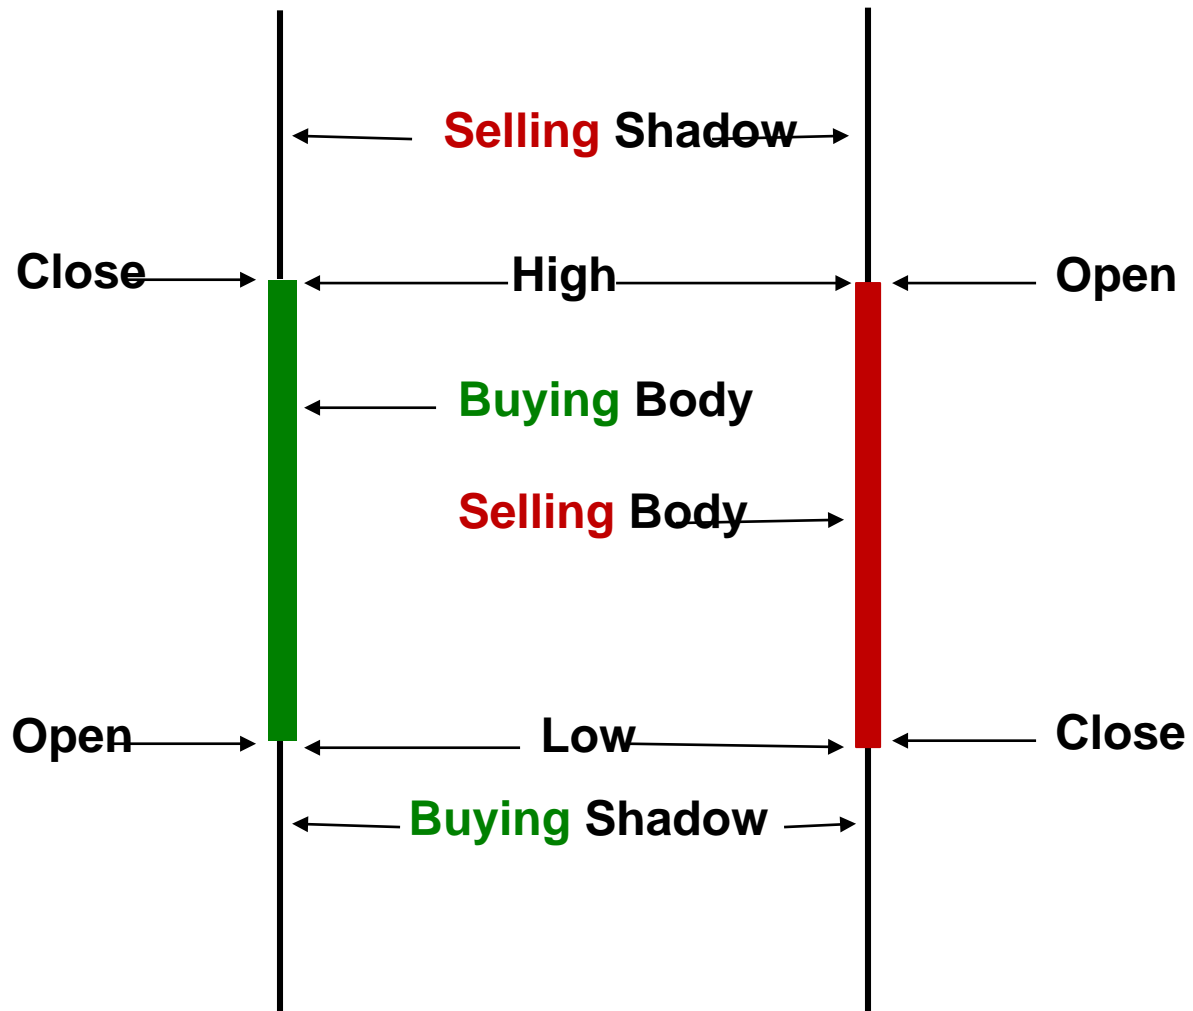 Selling Shadow
Close
High
Open
Buying Body
Selling Body
Open
Low
Close
Buying Shadow